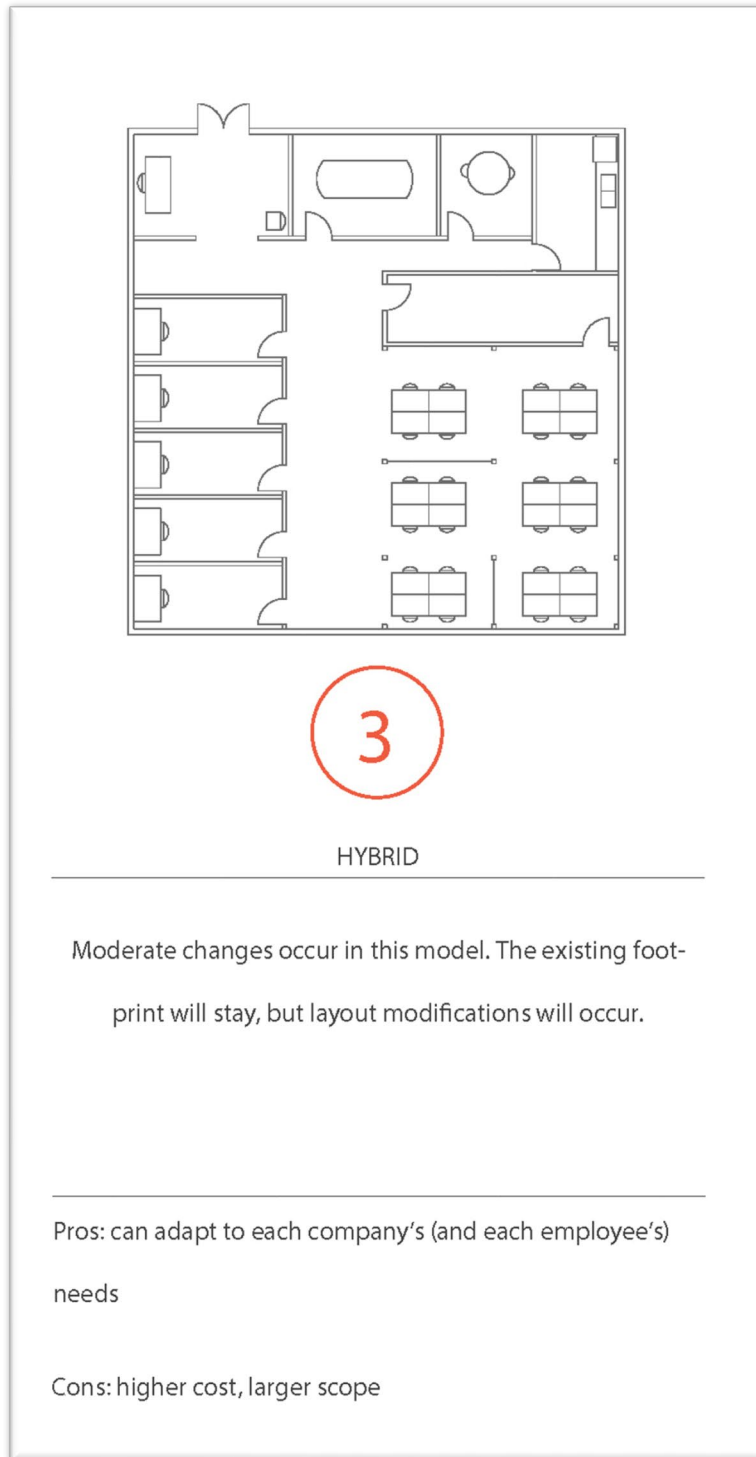 3
HYBRID
Moderate changes occur in this model. The existing foot-
print will stay, but layout modifications will occur.
Pros: can adapt to each company’s (and each employee’s)
needs
Cons: higher cost, larger scope